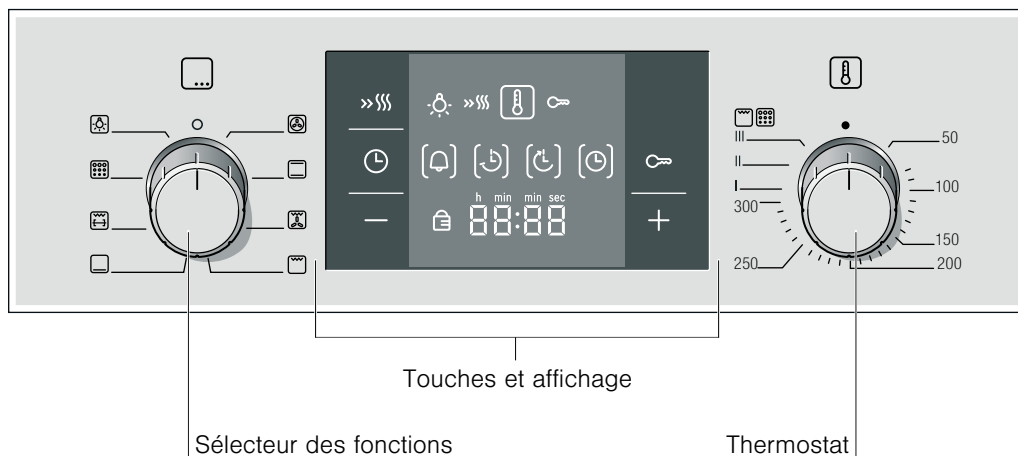 h min min sec
88:88
III
II
I
300
250
50
100
150
200
Touches et affichage
Sélecteur des fonctions
Thermostat